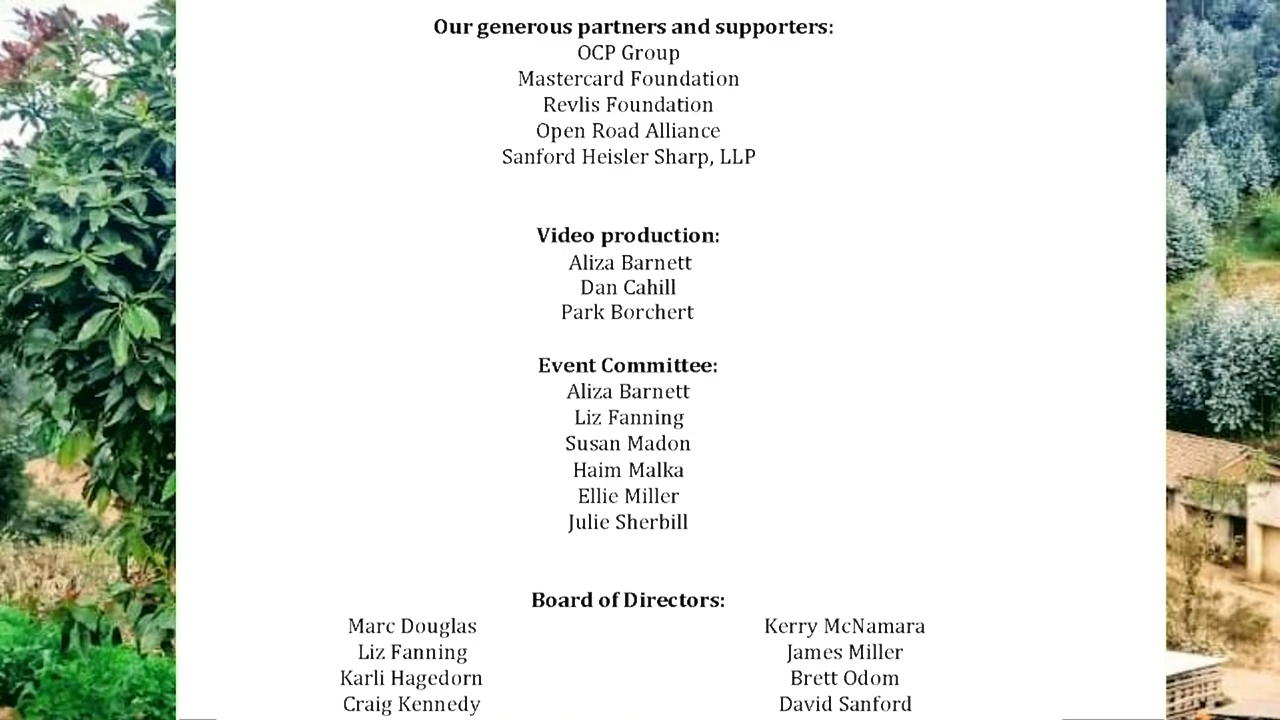 Our generous partners and supporters:
OCP Group
Mastercard Foundation
Revlis Foundation
Open Road Alliance
Sanford Heisler Sharp, LLP
Video production:
Aliza Barnett
Dan Cahill
Park Borchert
Event Committee:
Aliza Barnett
Liz Fanning
Susan Madon
Haim Malka
Ellie Miller
Julie Sherbill
Board of Directors:
Marc Douglas
Liz Fanning
Karli Hagedorn
Craig Kennedy
Kerry McNamara
James Miller
Brett Odom
David Sanford